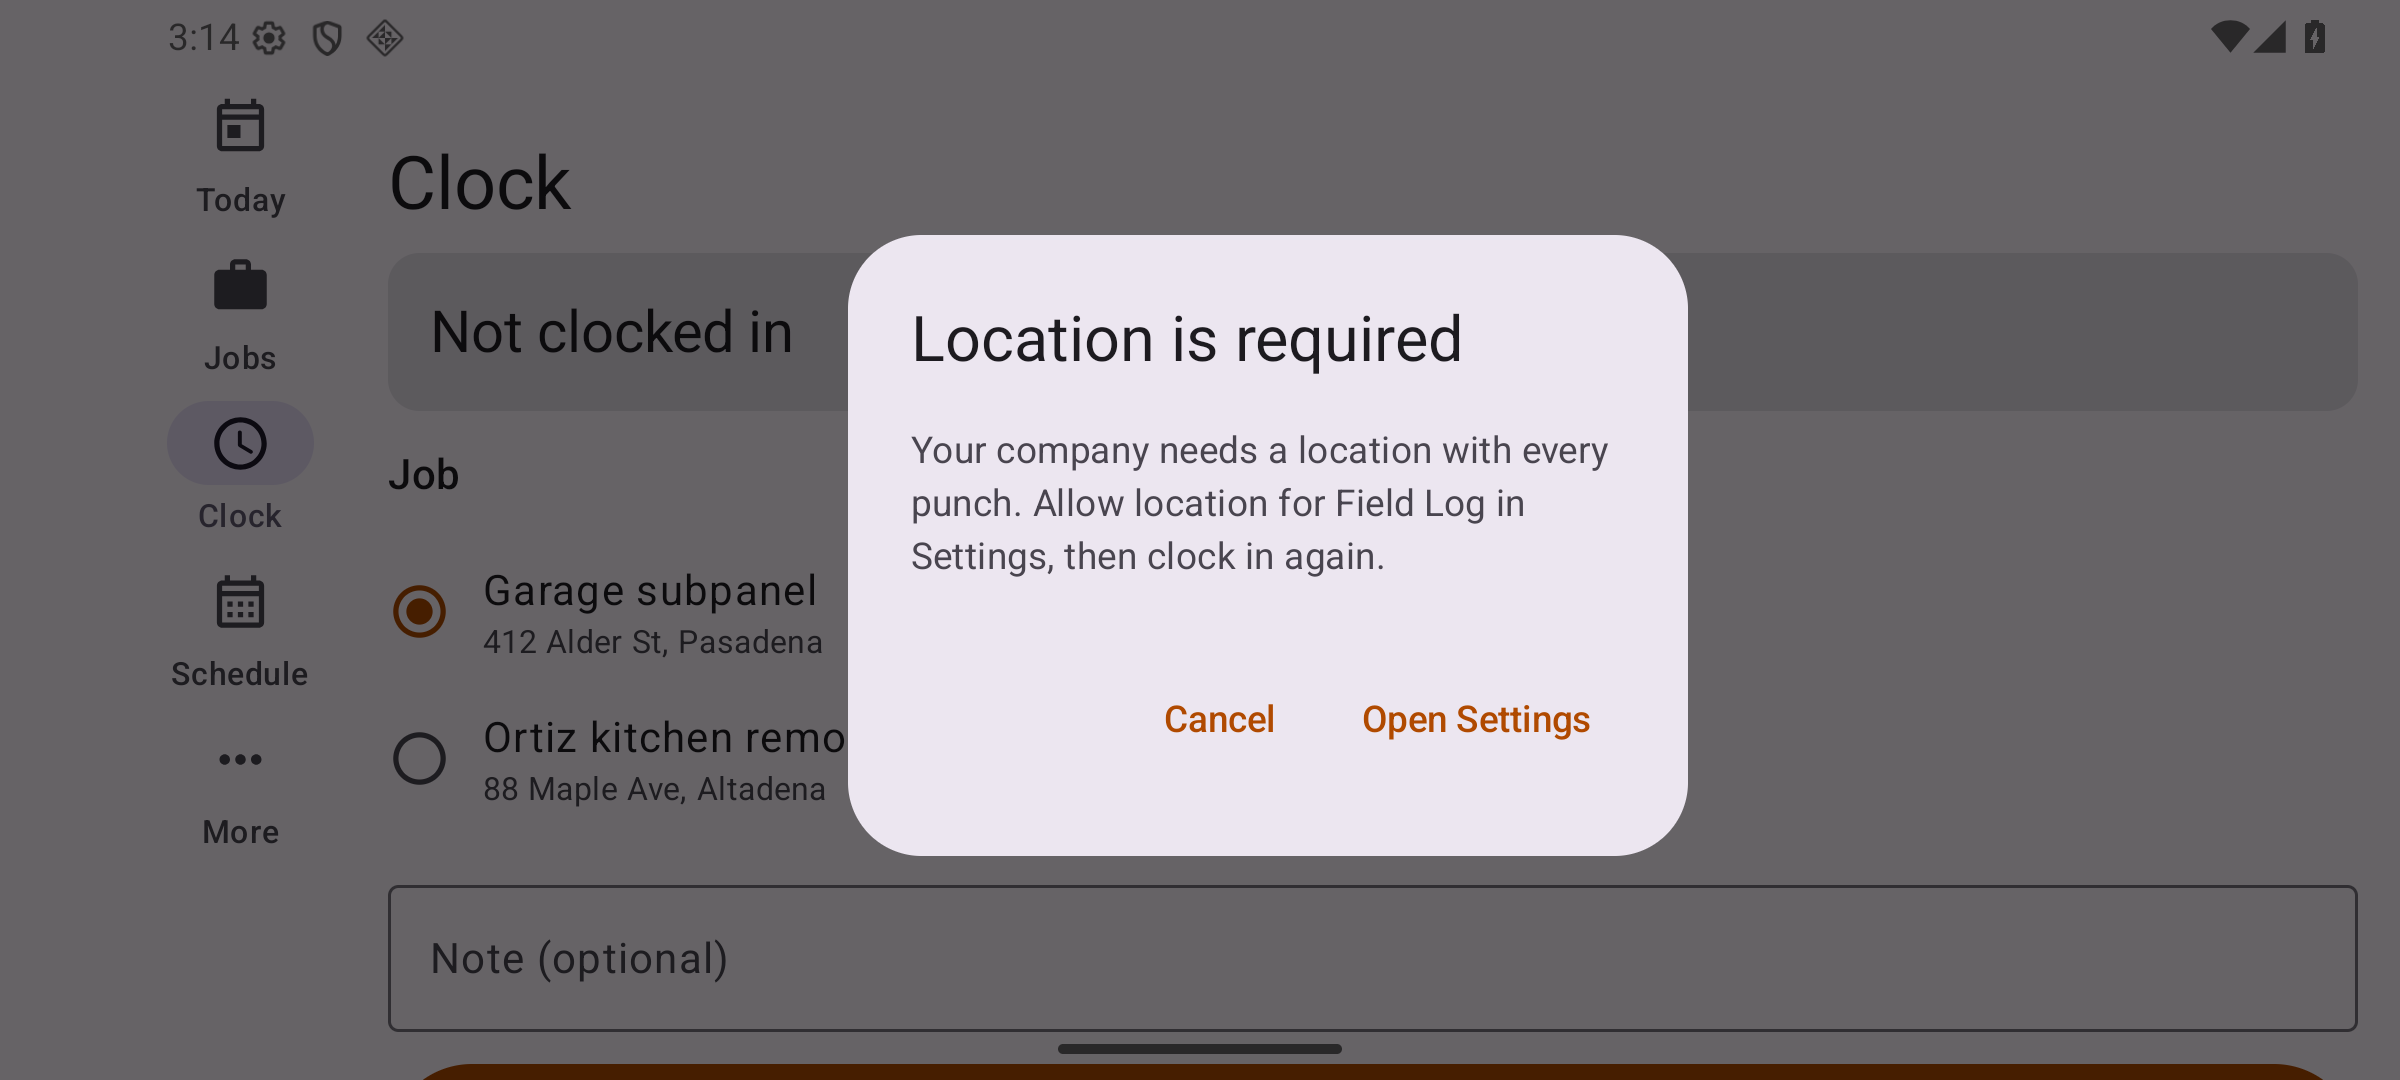 3:14
Today
Jobs
Clock
Schedule
More
Clock
Not clocked in
Job
Garage subpanel
412 Alder St, Pasadena
Ortiz kitchen remo
88 Maple Ave, Altadena
Note (optional)
Location is required
Your company needs a location with every
punch. Allow location for Field Log in
Settings, then clock in again.
Cancel
Open Settings